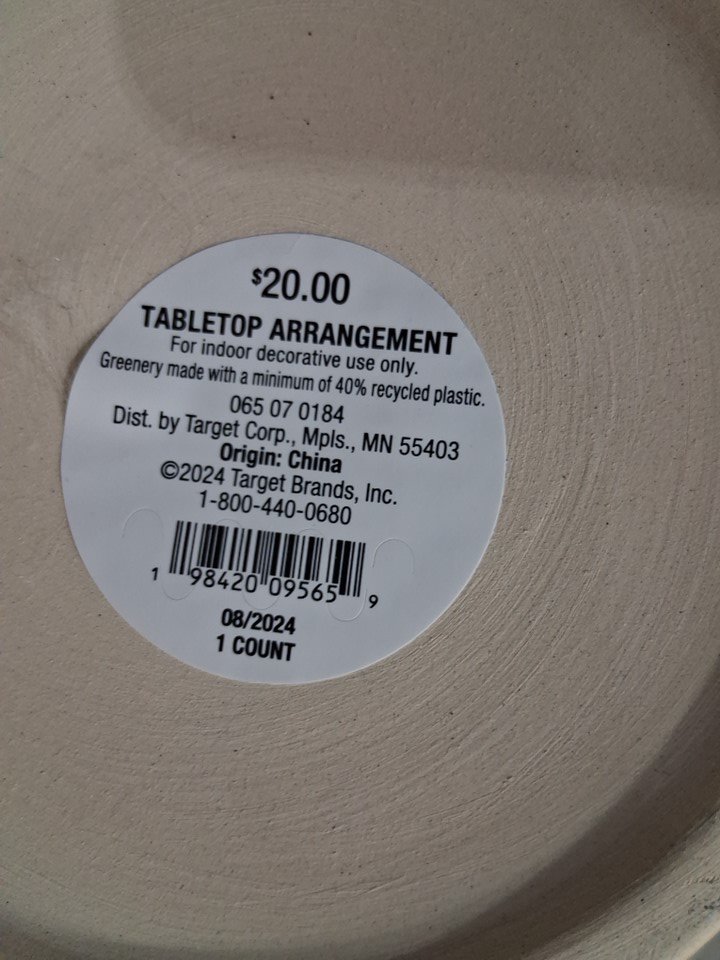 $20.00
TABLETOP ARRANGEMENT
For indoor decorative use only.
Greenery made with a minimum of 40% recycled plastic.
065 07 0184
Dist. by Target Corp., Mpls., MN 55403
Origin: China
©2024 Target Brands, Inc.
1-800-440-0680
1 98420 09565 9
08/2024
1 COUNT